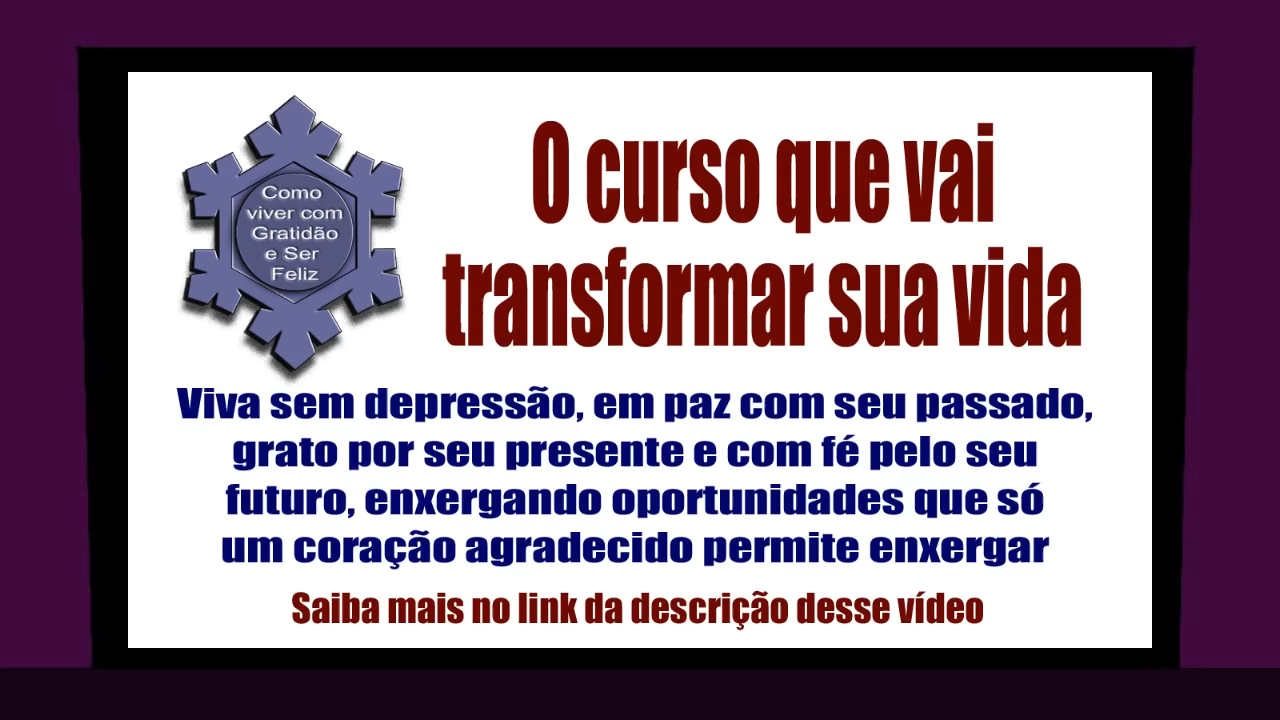 Como
viver com
Gratidão
e Ser
Feliz
O curso que vai
transformar sua vida
Viva sem depressão, em paz com seu passado,
grato por seu presente e com fé pelo seu
futuro, enxergando oportunidades que só
um coração agradecido permite enxergar
Saiba mais no link da descrição desse vídeo